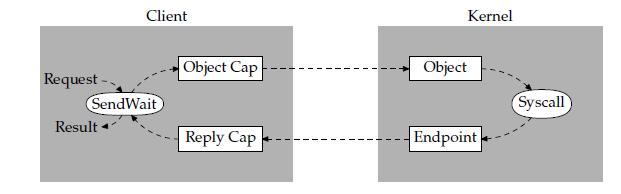 Client
Kernel
Object Cap
Object
Request
SendWait
Syscall
Result
Reply Cap
Endpoint